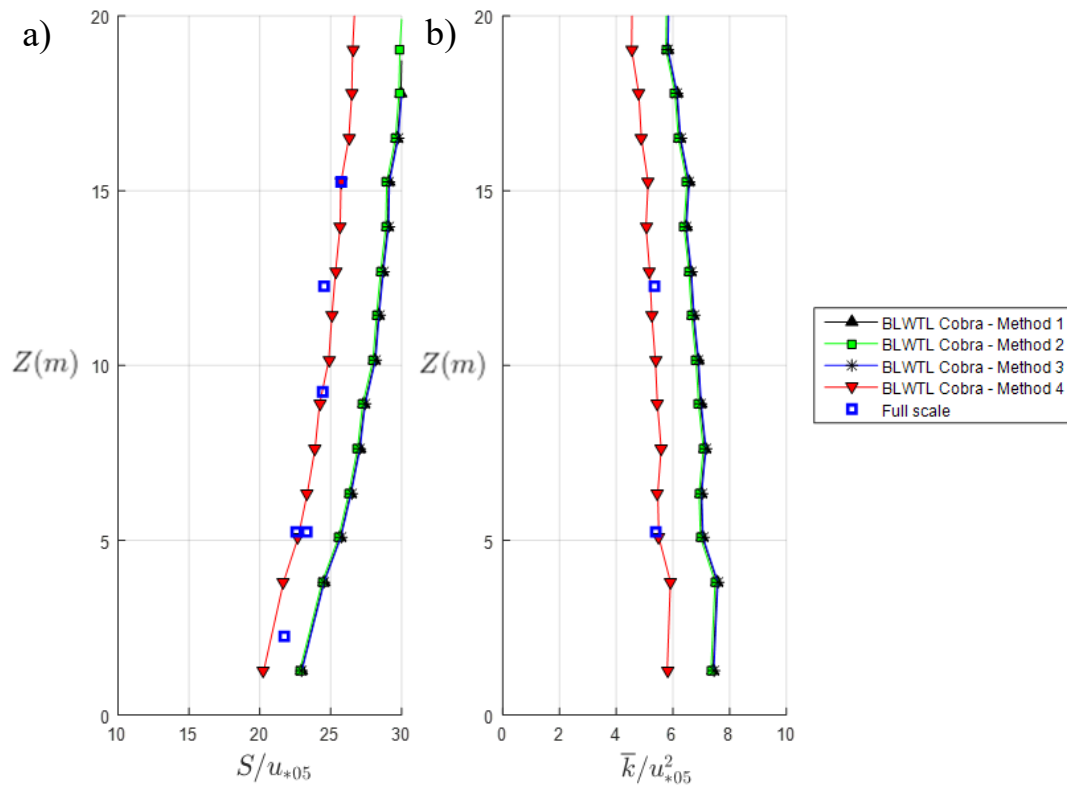 a)
20
15
10
5
0
Z(m)
10 15 20 25 30
S/u*05
b)
20
15
10
5
0
Z(m)
0 2 4 6 8 10
k̅/u²*05
BLWTL Cobra - Method 1
BLWTL Cobra - Method 2
BLWTL Cobra - Method 3
BLWTL Cobra - Method 4
Full scale